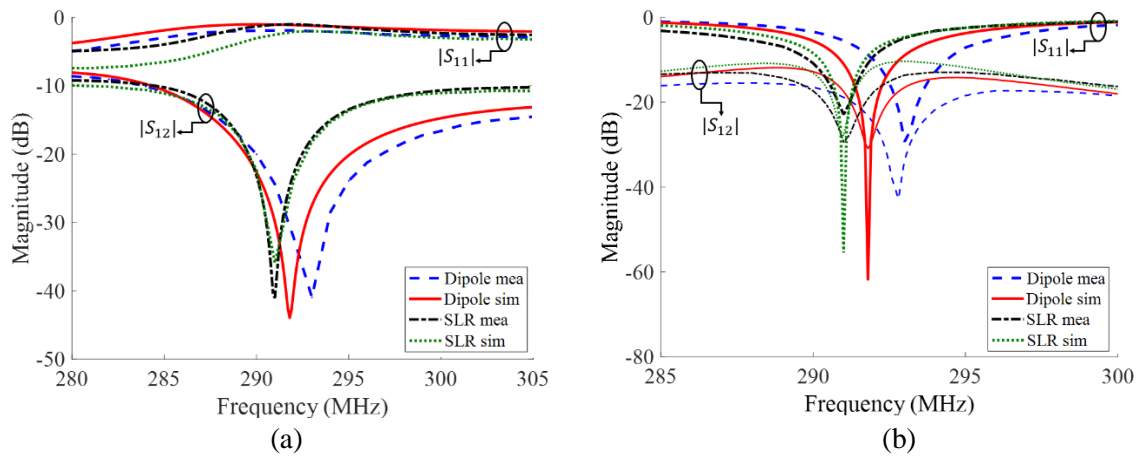 0
-10
-20
-30
-40
-50
Magnitude (dB)
|S₁₁|
|S₁₂|
Dipole mea
Dipole sim
SLR mea
SLR sim
280 285 290 295 300 305
Frequency (MHz)
(a)
0
-20
-40
-60
-80
Magnitude (dB)
|S₁₁|
|S₁₂|
Dipole mea
Dipole sim
SLR mea
SLR sim
285 290 295 300
Frequency (MHz)
(b)